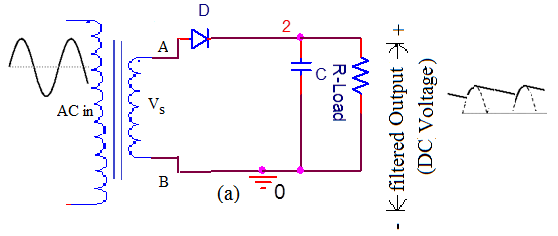 D
2
A
AC in
Vs
C
R-Load
B
(a)
0
+
filtered Output
(DC Voltage)
-